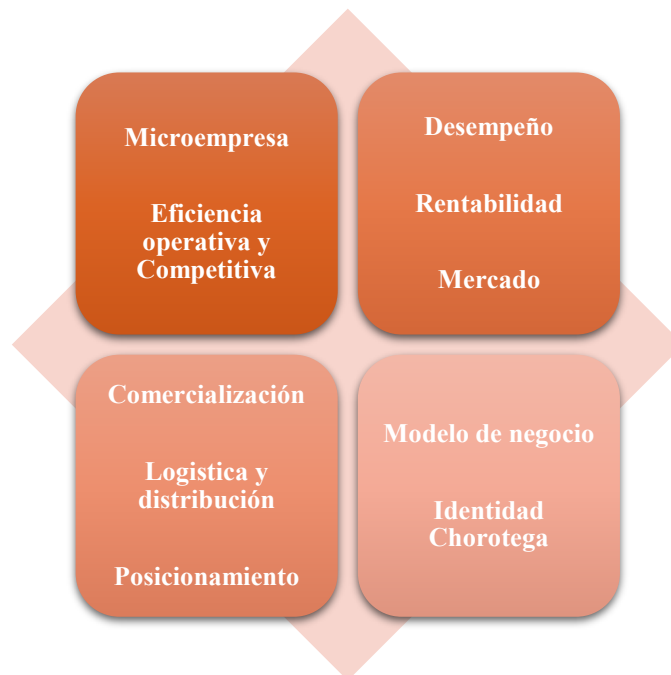 Microempresa
Eficiencia
operativa y
Competitiva
Desempeño
Rentabilidad
Mercado
Comercialización
Logistica y
distribución
Posicionamiento
Modelo de negocio
Identidad
Chorotega